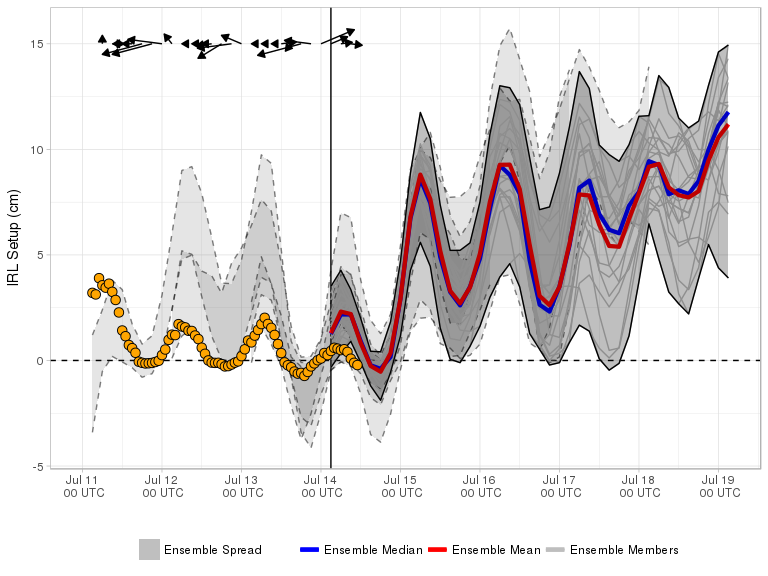 IRL Setup (cm)
15
10
5
0
-5
Jul 11 Jul 12 Jul 13 Jul 14 Jul 15 Jul 16 Jul 17 Jul 18 Jul 19
00 UTC 00 UTC 00 UTC 00 UTC 00 UTC 00 UTC 00 UTC 00 UTC 00 UTC
Ensemble Spread Ensemble Median Ensemble Mean Ensemble Members